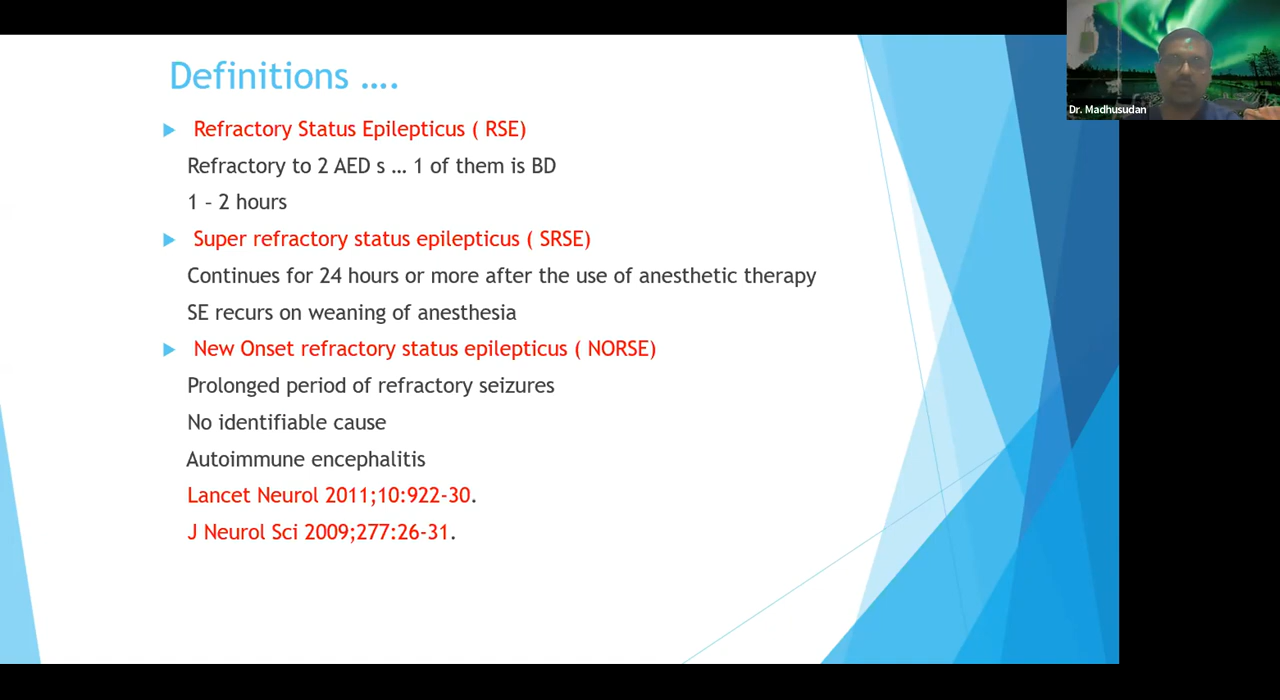 Definitions ....
Refractory Status Epilepticus ( RSE)
Refractory to 2 AED s … 1 of them is BD
1 – 2 hours
Super refractory status epilepticus ( SRSE)
Continues for 24 hours or more after the use of anesthetic therapy
SE recurs on weaning of anesthesia
New Onset refractory status epilepticus ( NORSE)
Prolonged period of refractory seizures
No identifiable cause
Autoimmune encephalitis
Lancet Neurol 2011;10:922-30.
J Neurol Sci 2009;277:26-31.
Dr. Madhusudan